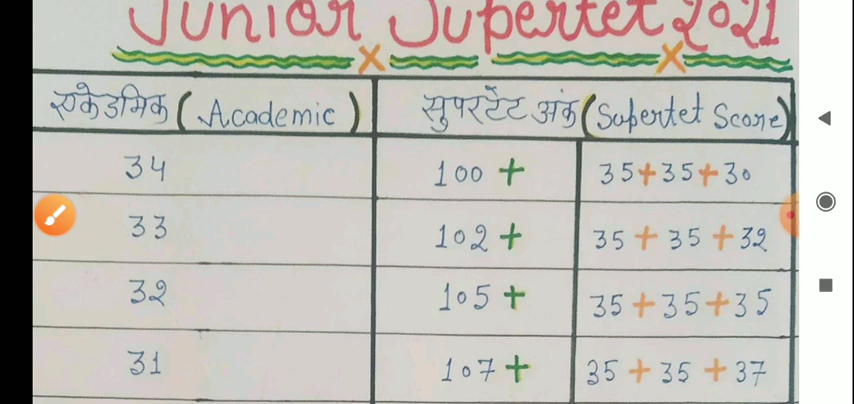 Junior Supertet 2021
एकेडमिक (Academic) सुपरटेट अंक (Supertet Score)
34 100 + 35+35+30
33 102 + 35 + 35 + 32
32 105 + 35 + 35 + 35
31 107 + 35 + 35 + 37